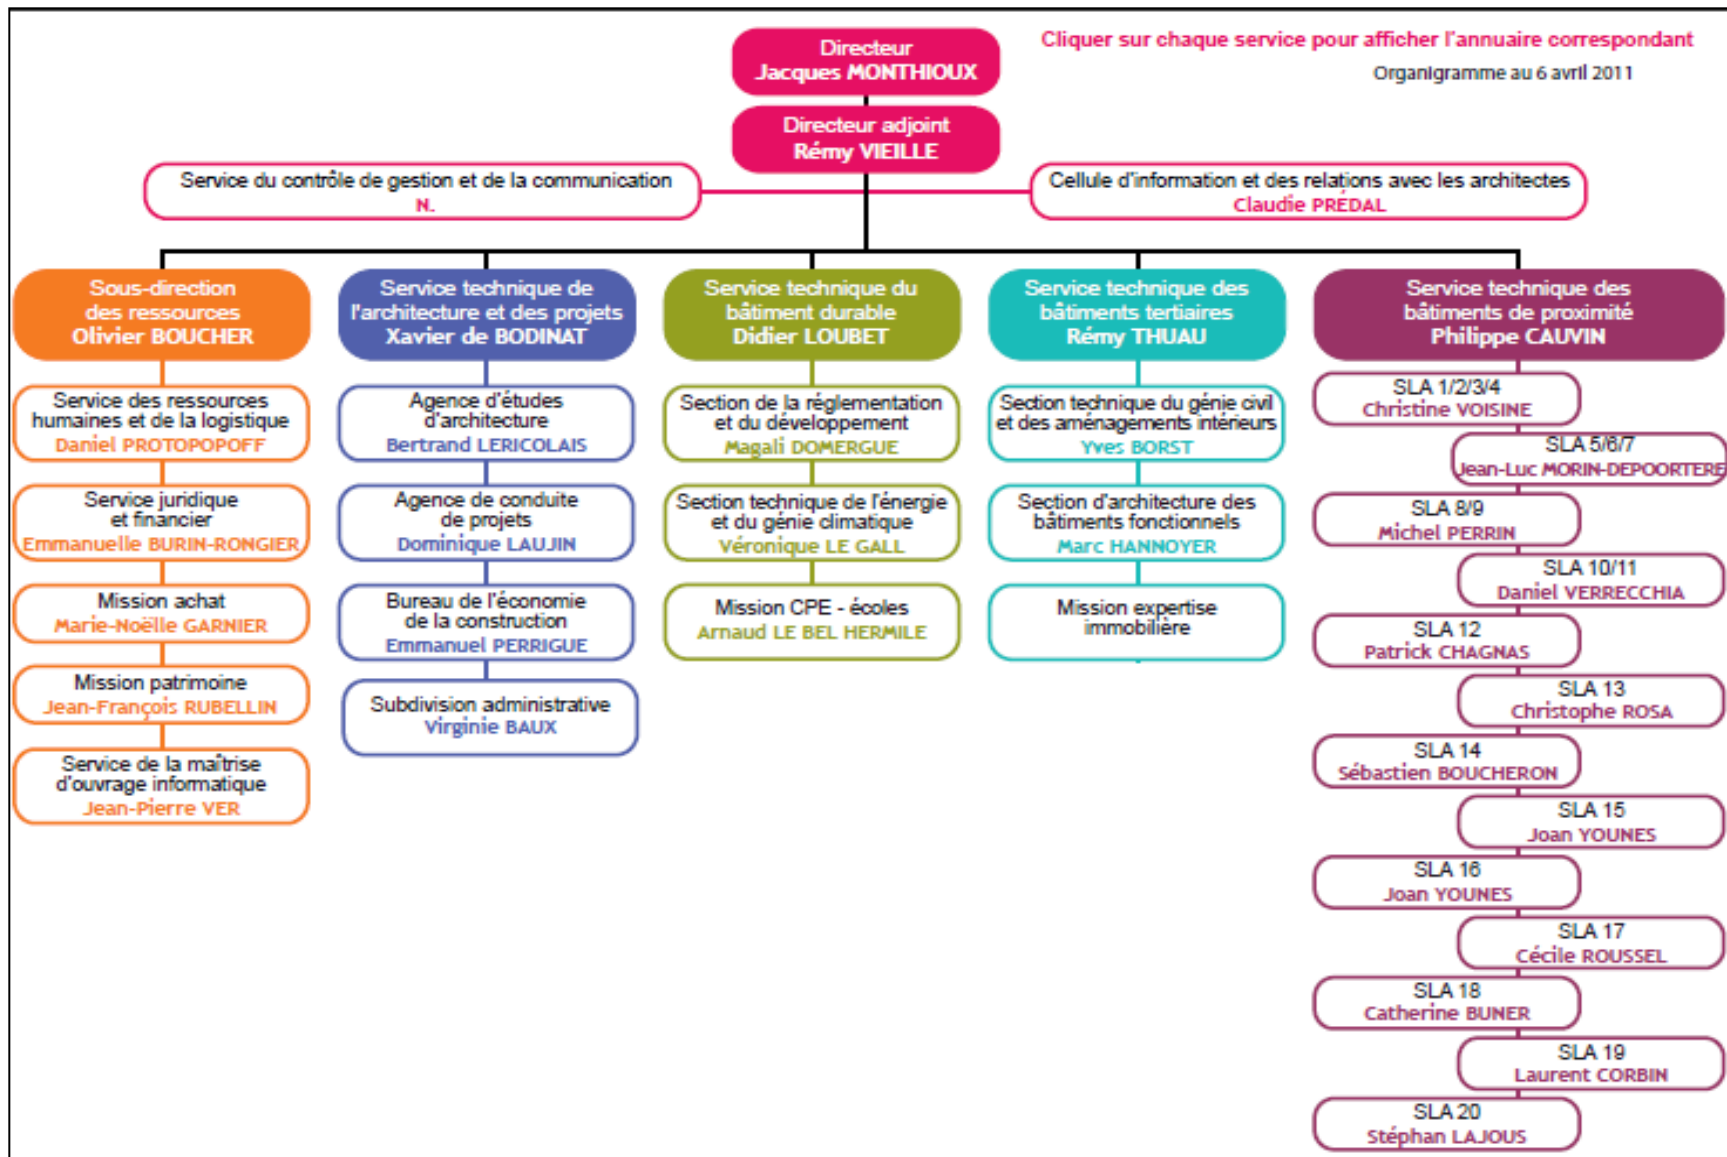 Directeur
Jacques MONTHIOUX
Cliquer sur chaque service pour afficher l'annuaire correspondant
Organigramme au 6 avril 2011
Directeur adjoint
Rémy VIEILLE
Service du contrôle de gestion et de la communication
N.
Cellule d'information et des relations avec les architectes
Claudie PRÉDAL
Sous-direction
des ressources
Olivier BOUCHER
Service des ressources
humaines et de la logistique
Daniel PROTOPOPOFF
Service juridique
et financier
Emmanuelle BURIN-RONGIER
Mission achat
Marie-Noëlle GARNIER
Mission patrimoine
Jean-François RUBELLIN
Service de la maîtrise
d'ouvrage informatique
Jean-Pierre VER
Service technique de
l'architecture et des projets
Xavier de BODINAT
Agence d'études
d'architecture
Bertrand LERICOLAIS
Agence de conduite
de projets
Dominique LAUJIN
Bureau de l'économie
de la construction
Emmanuel PERRIGUE
Subdivision administrative
Virginie BAUX
Service technique du
bâtiment durable
Didier LOUBET
Section de la réglementation
et du développement
Magali DOMERGUE
Section technique de l'énergie
et du génie climatique
Véronique LE GALL
Mission CPE - écoles
Arnaud LE BEL HERMILE
Service technique des
bâtiments tertiaires
Rémy THUAU
Section technique du génie civil
et des aménagements intérieurs
Yves BORST
Section d'architecture des
bâtiments fonctionnels
Marc HANNOYER
Mission expertise
immobilière
Service technique des
bâtiments de proximité
Philippe CAUVIN
SLA 1/2/3/4
Christine VOISINE
SLA 5/6/7
Jean-Luc MORIN-DEPOORTERE
SLA 8/9
Michel PERRIN
SLA 10/11
Daniel VERRECCHIA
SLA 12
Patrick CHAGNAS
SLA 13
Christophe ROSA
SLA 14
Sébastien BOUCHERON
SLA 15
Joan YOUNES
SLA 16
Joan YOUNES
SLA 17
Cécile ROUSSEL
SLA 18
Catherine BUNER
SLA 19
Laurent CORBIN
SLA 20
Stéphan LAJOUS